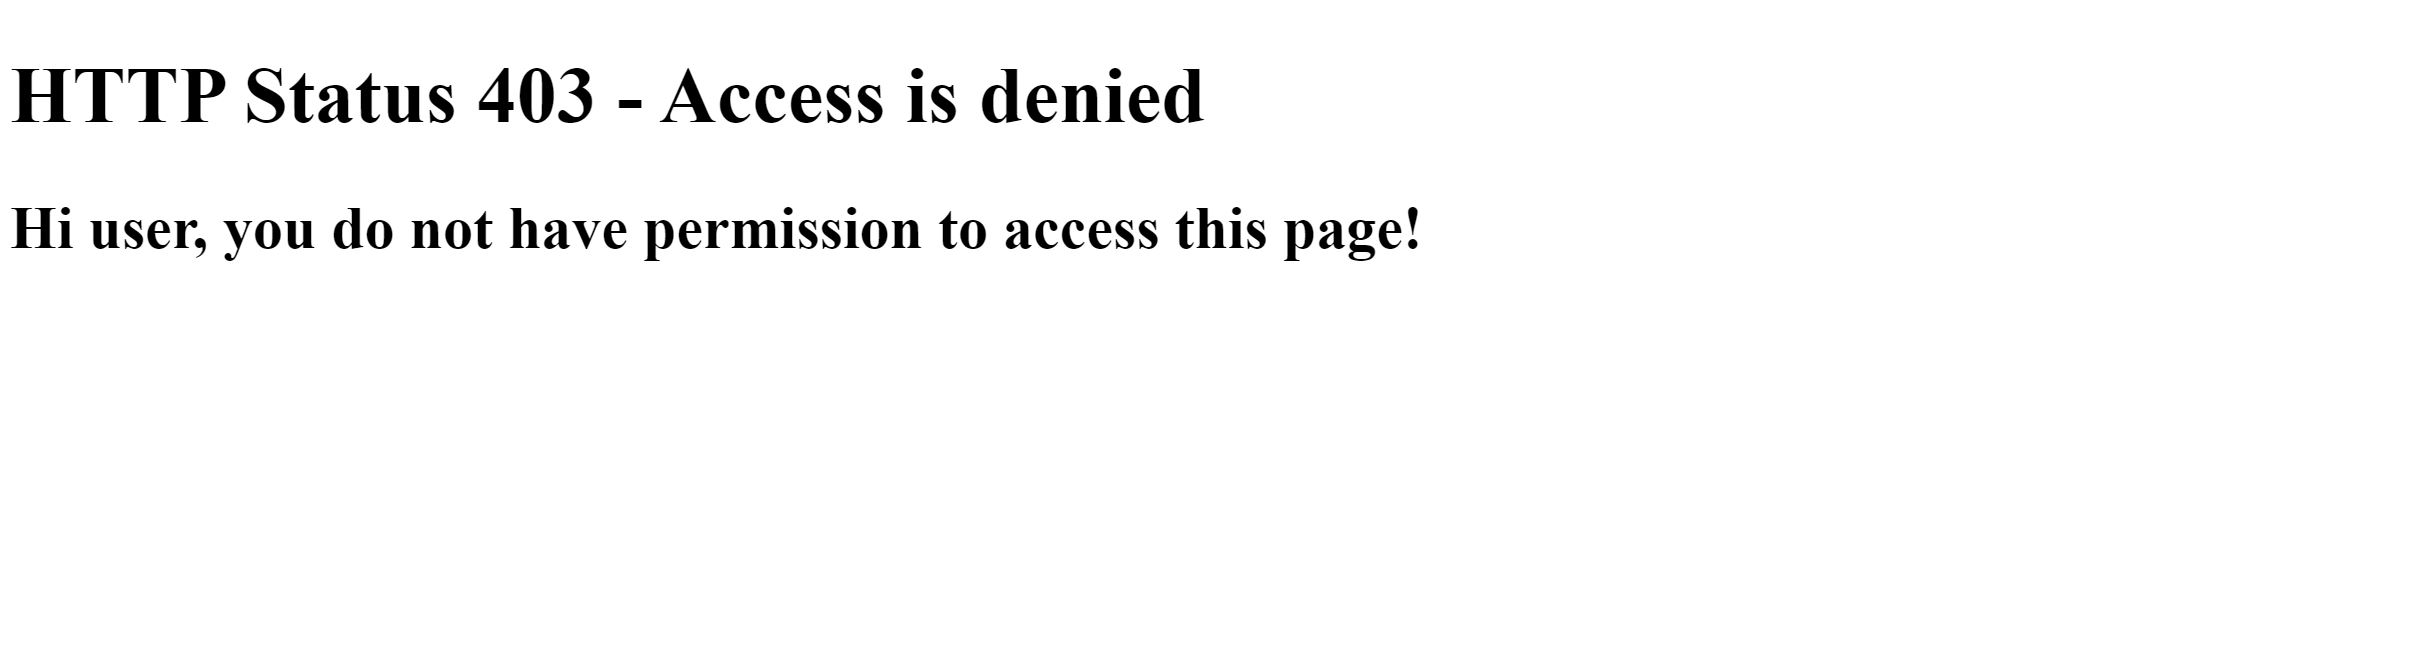 HTTP Status 403 - Access is denied
Hi user, you do not have permission to access this page!